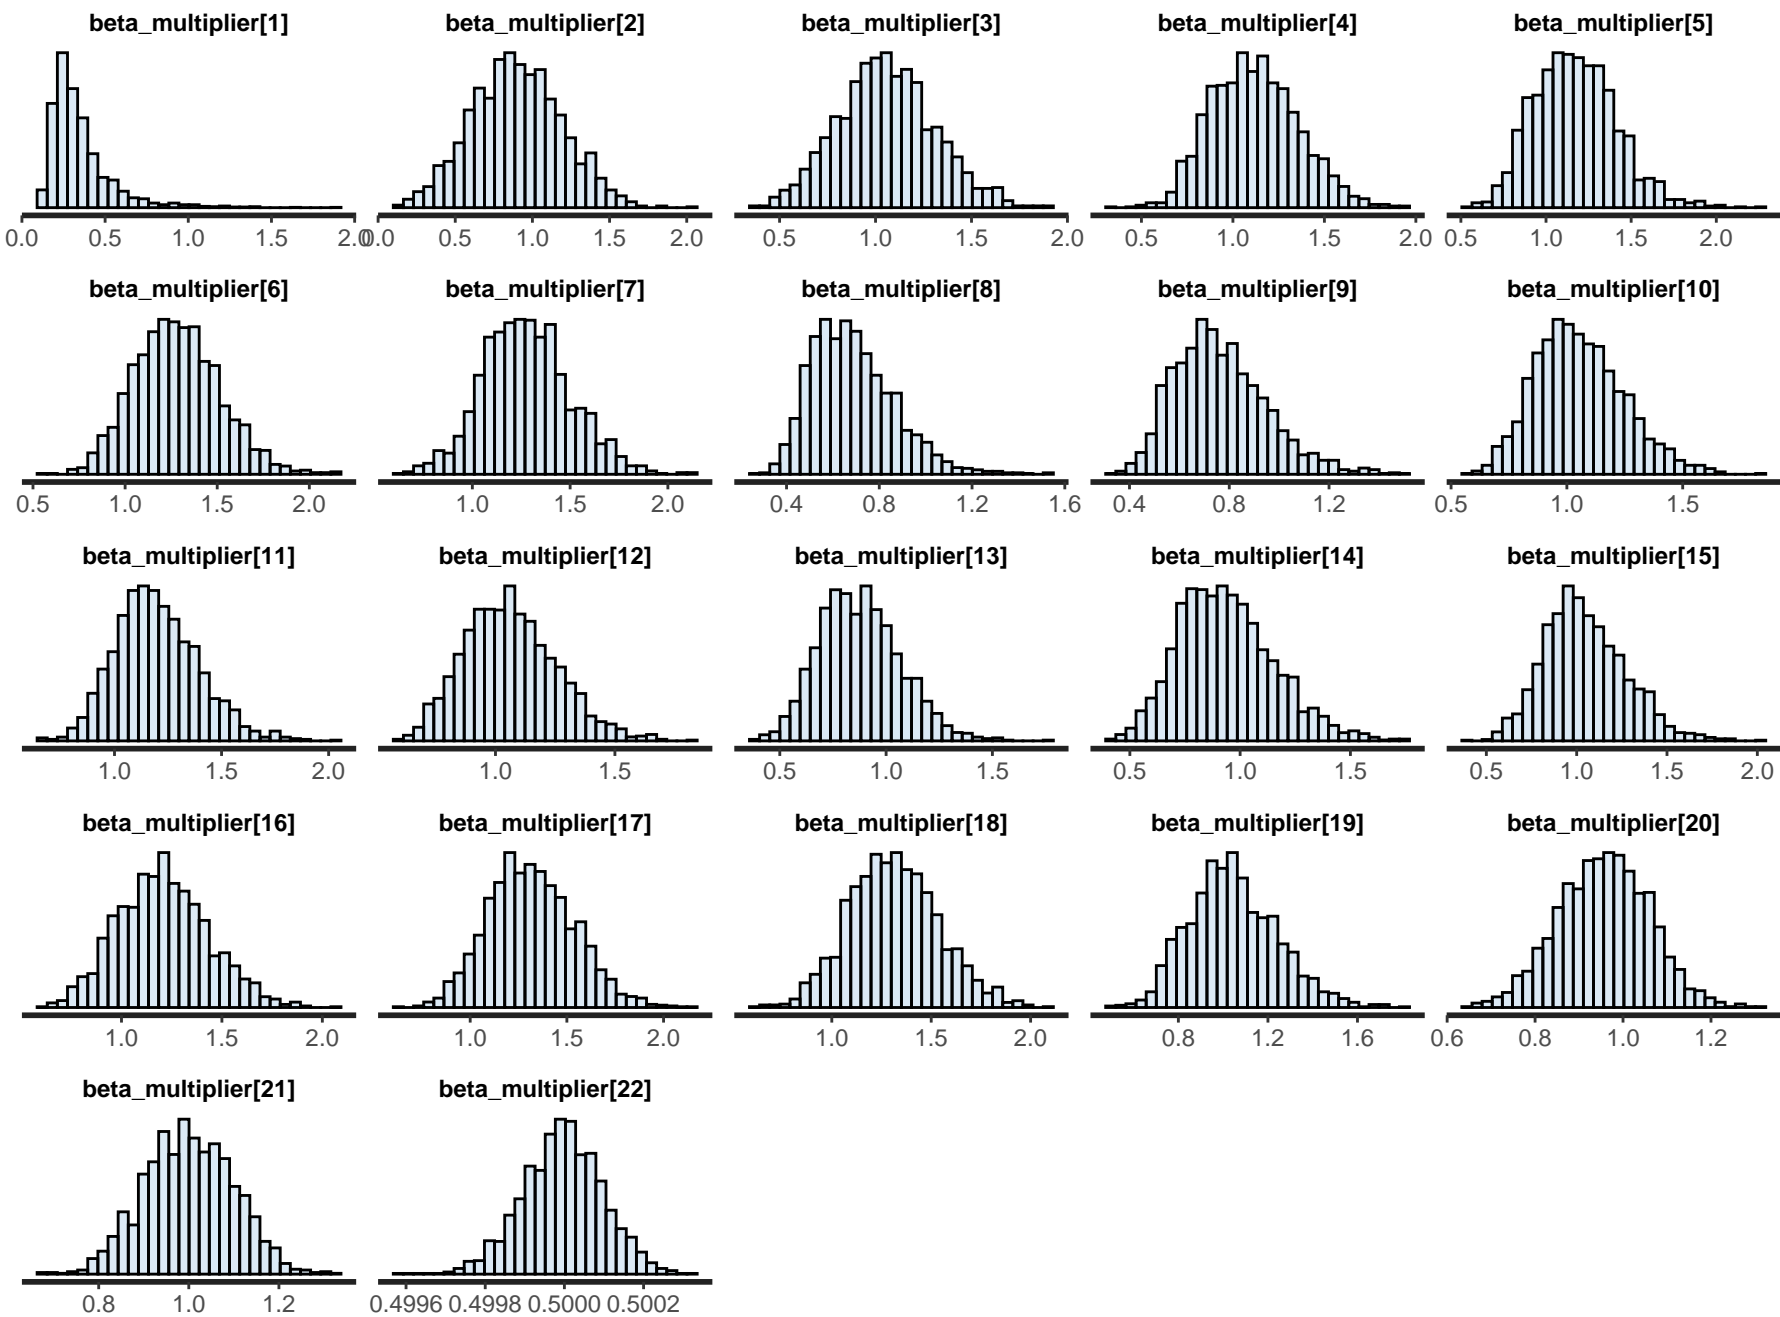 beta_multiplier[1] beta_multiplier[2] beta_multiplier[3] beta_multiplier[4] beta_multiplier[5]
0.0 0.5 1.0 1.5 2.0 0.0 0.5 1.0 1.5 2.0 0.5 1.0 1.5 2.0 0.5 1.0 1.5 2.0 0.5 1.0 1.5 2.0
beta_multiplier[6] beta_multiplier[7] beta_multiplier[8] beta_multiplier[9] beta_multiplier[10]
0.5 1.0 1.5 2.0 1.0 1.5 2.0 0.4 0.8 1.2 1.6 0.4 0.8 1.2 0.5 1.0 1.5
beta_multiplier[11] beta_multiplier[12] beta_multiplier[13] beta_multiplier[14] beta_multiplier[15]
1.0 1.5 2.0 1.0 1.5 0.5 1.0 1.5 0.5 1.0 1.5 0.5 1.0 1.5 2.0
beta_multiplier[16] beta_multiplier[17] beta_multiplier[18] beta_multiplier[19] beta_multiplier[20]
1.0 1.5 2.0 1.0 1.5 2.0 1.0 1.5 2.0 0.8 1.2 1.6 0.6 0.8 1.0 1.2
beta_multiplier[21] beta_multiplier[22]
0.8 1.0 1.2 0.4996 0.4998 0.5000 0.5002